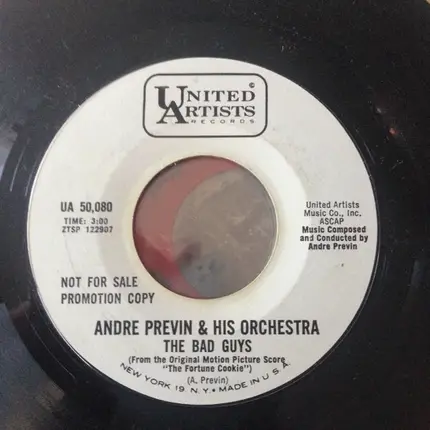 ©
UNITED
ARTISTS
RECORDS
UA 50,080
TIME: 3:00
ZTSP 122907
United Artists
Music Co., Inc.
ASCAP
Music Composed
and Conducted by
Andre Previn
NOT FOR SALE
PROMOTION COPY
ANDRE PREVIN & HIS ORCHESTRA
THE BAD GUYS
(From the Original Motion Picture Score
"The Fortune Cookie")
(A. Previn)
NEW YORK 19 N.Y. • MADE IN U.S.A.